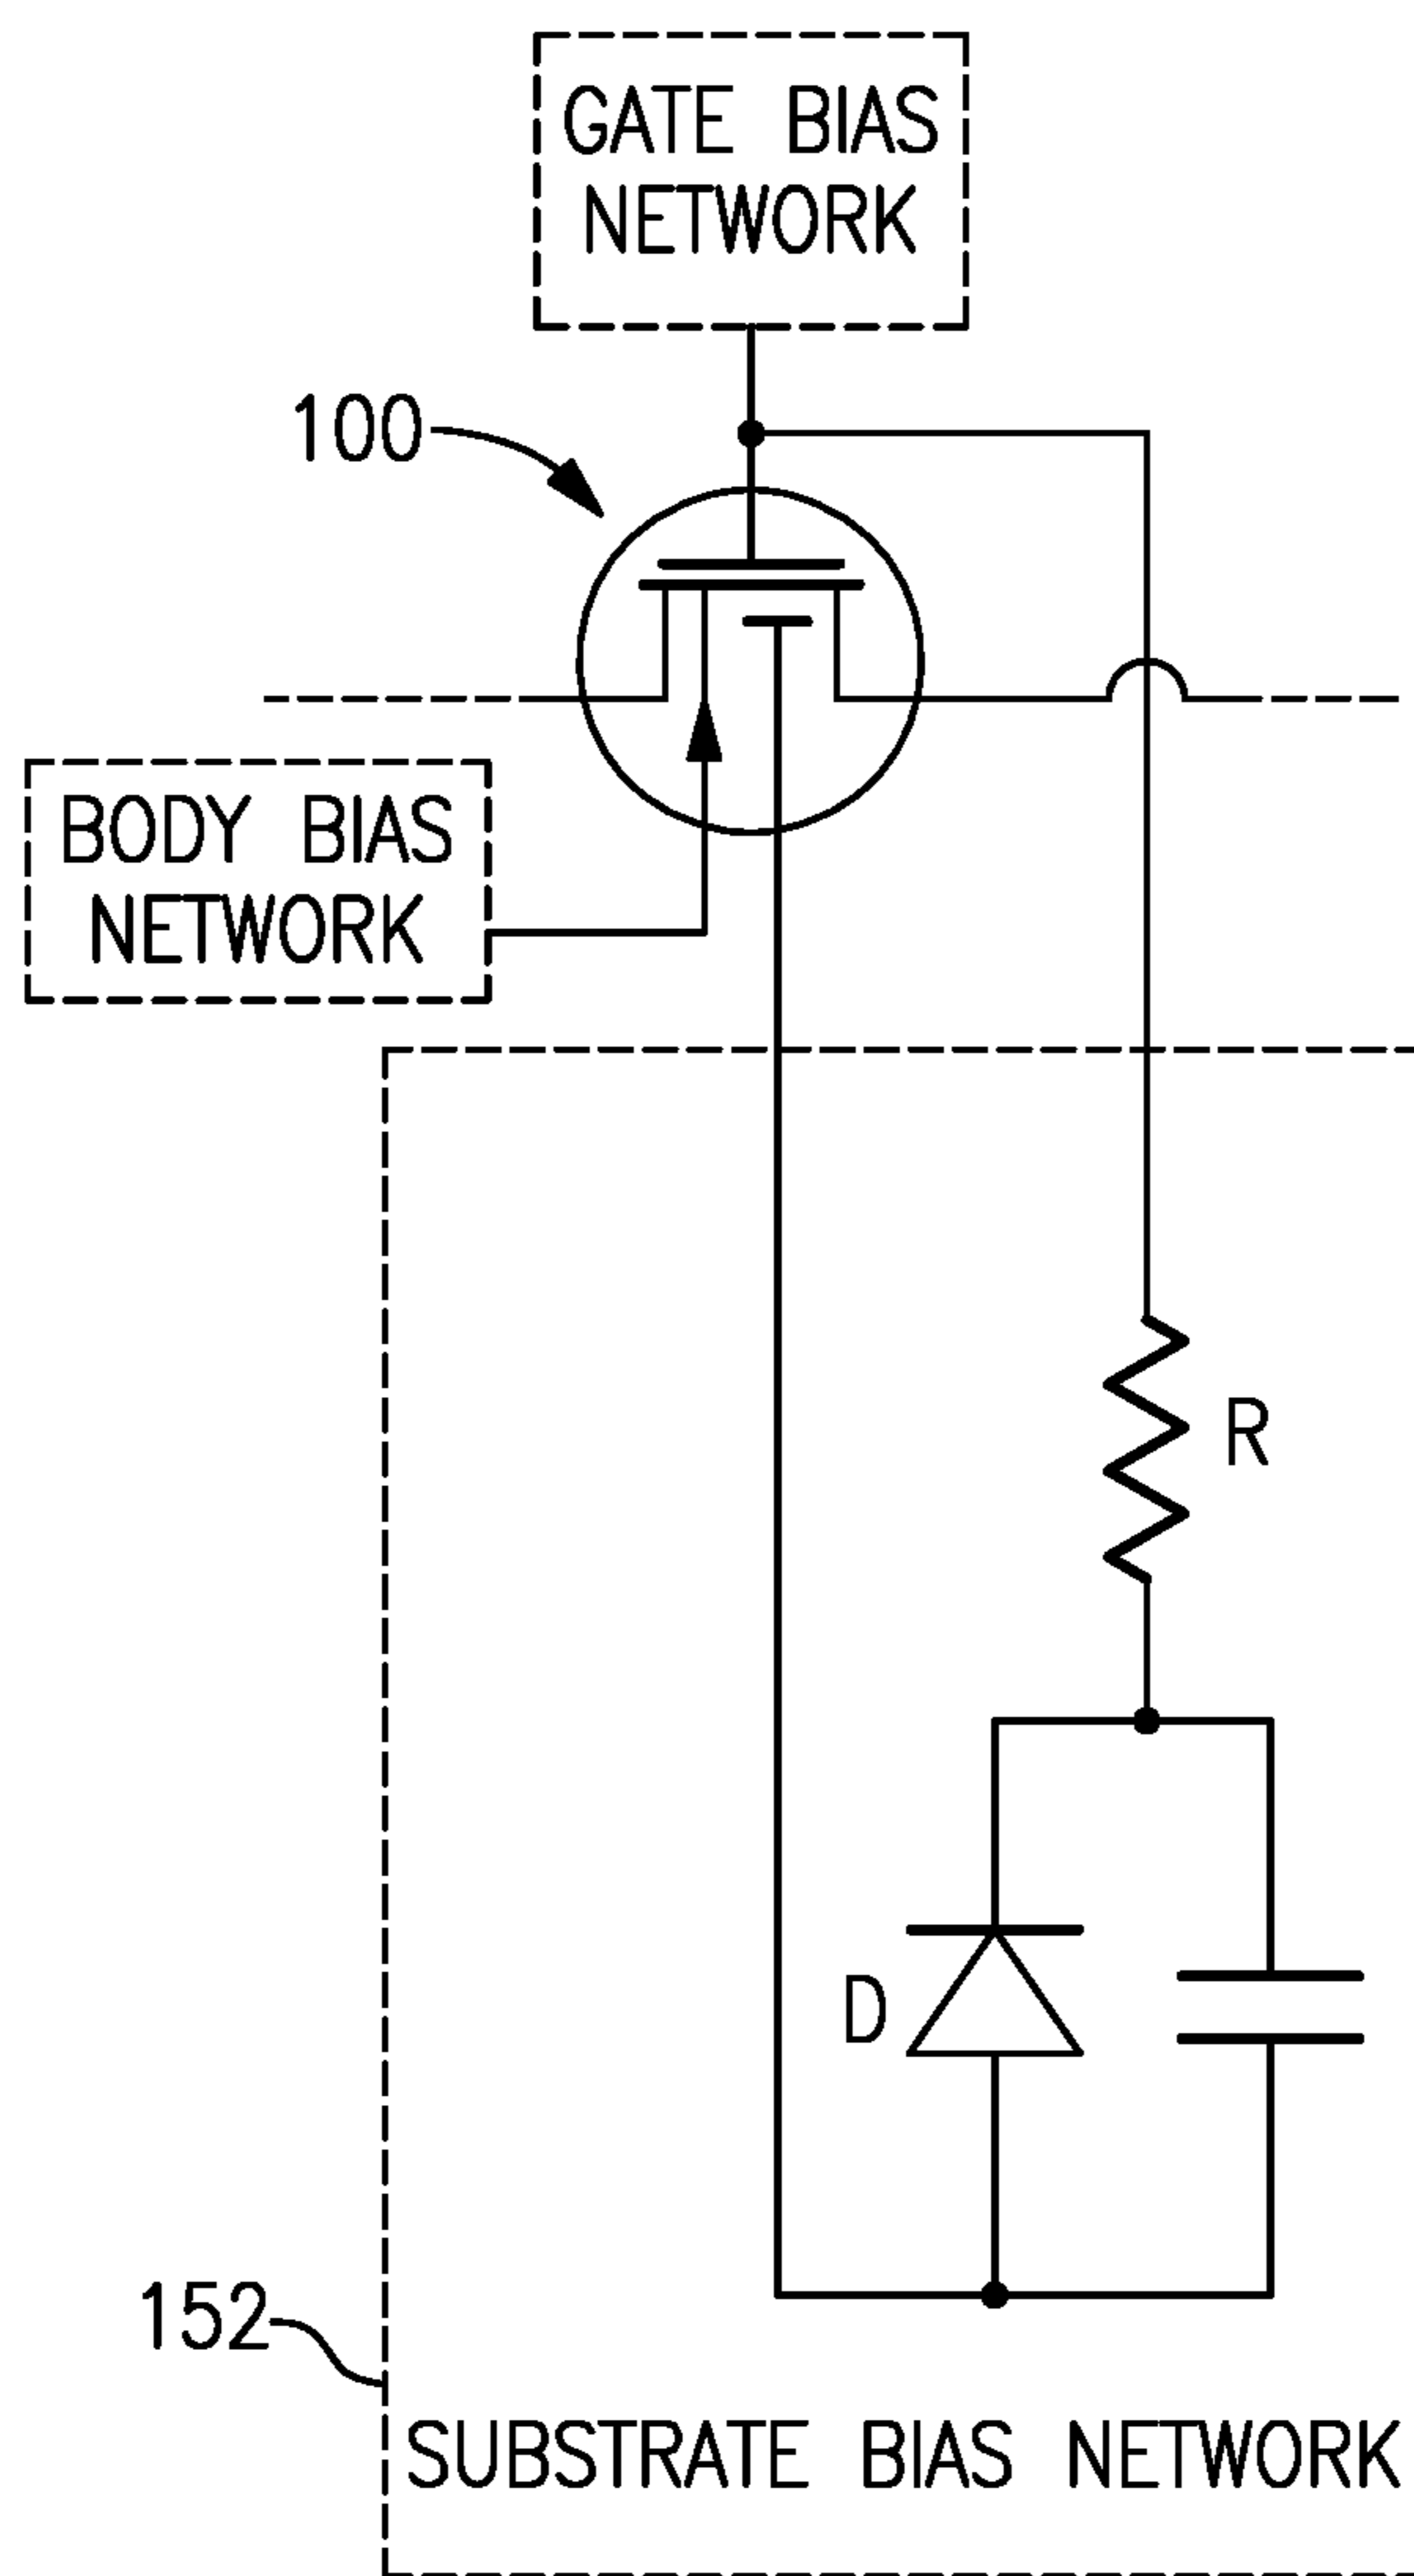 GATE BIAS
NETWORK
100
BODY BIAS
NETWORK
R
D
152
SUBSTRATE BIAS NETWORK